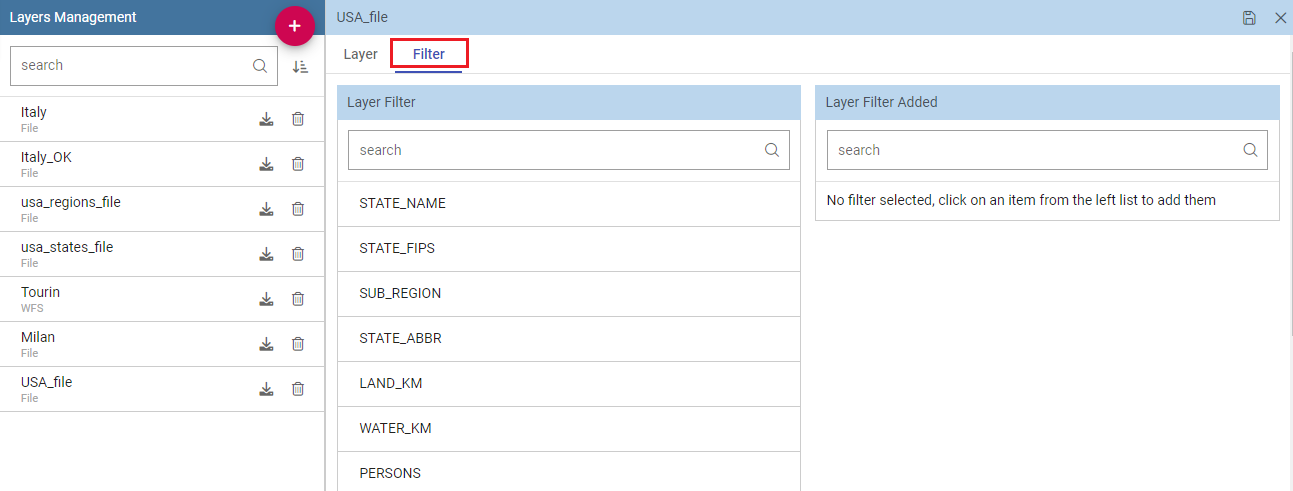 Layers Management
+
search
Italy
File
Italy_OK
File
usa_regions_file
File
usa_states_file
File
Tourin
WFS
Milan
File
USA_file
File
USA_file
Layer
Filter
Layer Filter
search
STATE_NAME
STATE_FIPS
SUB_REGION
STATE_ABBR
LAND_KM
WATER_KM
PERSONS
Layer Filter Added
search
No filter selected, click on an item from the left list to add them